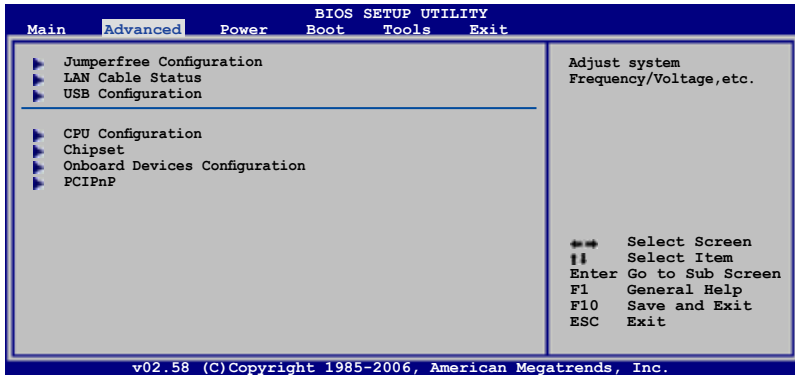 BIOS SETUP UTILITY
Main Advanced Power Boot Tools Exit
Jumperfree Configuration
LAN Cable Status
USB Configuration
CPU Configuration
Chipset
Onboard Devices Configuration
PCIPnP
Adjust system
Frequency/Voltage,etc.
Select Screen
Select Item
Enter Go to Sub Screen
F1 General Help
F10 Save and Exit
ESC Exit
v02.58 (C)Copyright 1985-2006, American Megatrends, Inc.